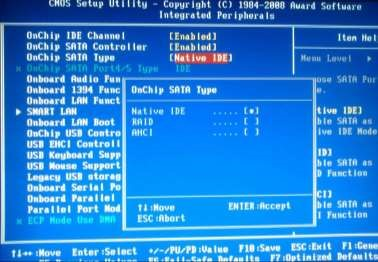 CMOS Setup Utility - Copyright (C) 1984-2008 Award Software
Integrated Peripherals
OnChip IDE Channel [Enabled]
OnChip SATA Controller [Enabled]
OnChip SATA Type [Native IDE]
x OnChip SATA Port4/5 Type IDE
Onboard Audio Fun
Onboard 1394 Func
Onboard LAN Funct
► SMART LAN
Onboard LAN Boot
OnChip USB Contro
USB EHCI Controll
USB Keyboard Supp
USB Mouse Support
Legacy USB storag
Onboard Serial Po
Onboard Parallel
Parallel Port Mod
x ECP Mode Use DMA
OnChip SATA Type
Native IDE ..... [■]
RAID ..... [ ]
AHCI ..... [ ]
↑↓:Move ENTER:Accept
ESC:Abort
Item Hel
Menu Level ►
ose SATA Por
e.
tive IDE]
ble SATA as
ive IDE Mode
ID]
ble SATA as
D Function
CI]
ble SATA as
I Function
↑↓→←:Move Enter:Select +/-/PU/PD:Value F10:Save ESC:Exit F1:Gene
F6:Fail-Safe Defaults F7:Optimized Defaults